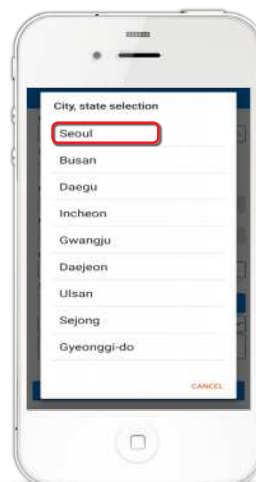 City, state selection
Seoul
Busan
Daegu
Incheon
Gwangju
Daejeon
Ulsan
Sejong
Gyeonggi-do
CANCEL